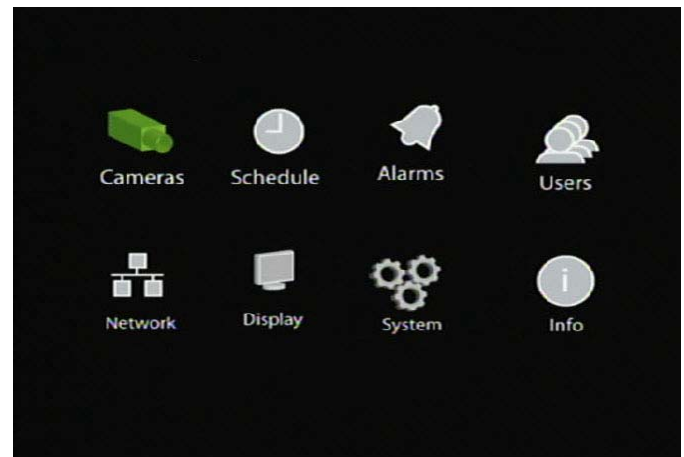 Cameras Schedule Alarms Users
Network Display System Info
i